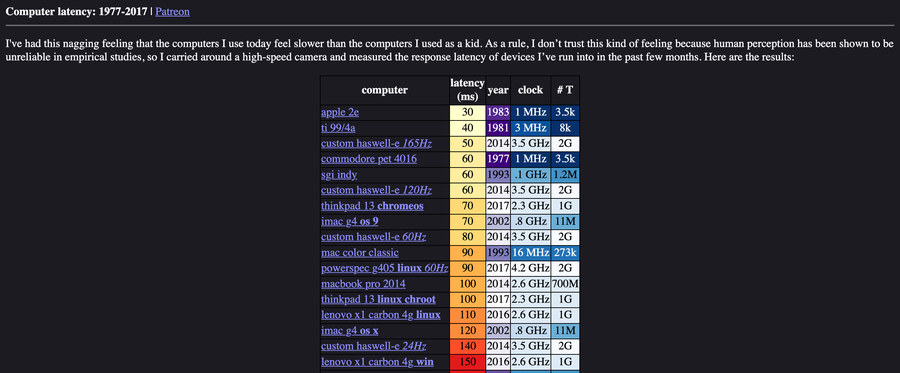 Computer latency: 1977-2017 | Patreon
I've had this nagging feeling that the computers I use today feel slower than the computers I used as a kid. As a rule, I don’t trust this kind of feeling because human perception has been shown to be
unreliable in empirical studies, so I carried around a high-speed camera and measured the response latency of devices I’ve run into in the past few months. Here are the results:
computer latency (ms) year clock # T
apple 2e 30 1983 1 MHz 3.5k
ti 99/4a 40 1981 3 MHz 8k
custom haswell-e 165Hz 50 2014 3.5 GHz 2G
commodore pet 4016 60 1977 1 MHz 3.5k
sgi indy 60 1993 .1 GHz 1.2M
custom haswell-e 120Hz 60 2014 3.5 GHz 2G
thinkpad 13 chromeos 70 2017 2.3 GHz 1G
imac g4 os 9 70 2002 .8 GHz 11M
custom haswell-e 60Hz 80 2014 3.5 GHz 2G
mac color classic 90 1993 16 MHz 273k
powerspec g405 linux 60Hz 90 2017 4.2 GHz 2G
macbook pro 2014 100 2014 2.6 GHz 700M
thinkpad 13 linux chroot 100 2017 2.3 GHz 1G
lenovo x1 carbon 4g linux 110 2016 2.6 GHz 1G
imac g4 os x 120 2002 .8 GHz 11M
custom haswell-e 24Hz 140 2014 3.5 GHz 2G
lenovo x1 carbon 4g win 150 2016 2.6 GHz 1G